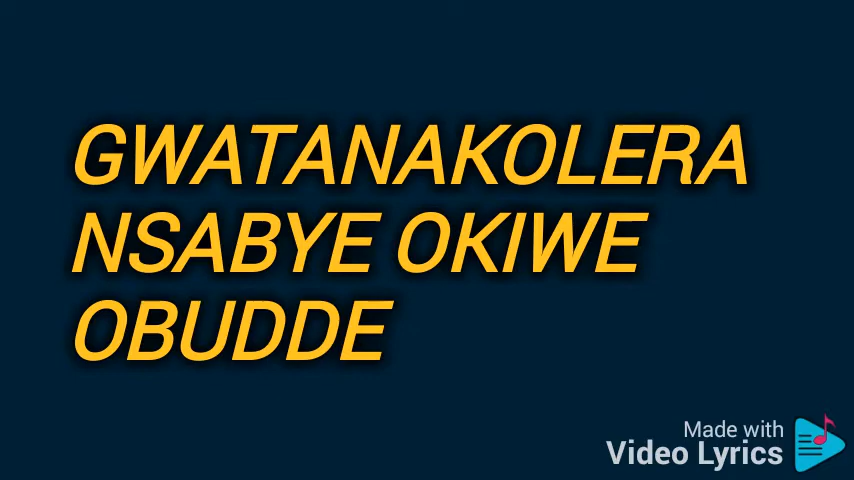 GWATANAKOLERA
NSABYE OKIWE
OBUDDE
Made with
Video Lyrics